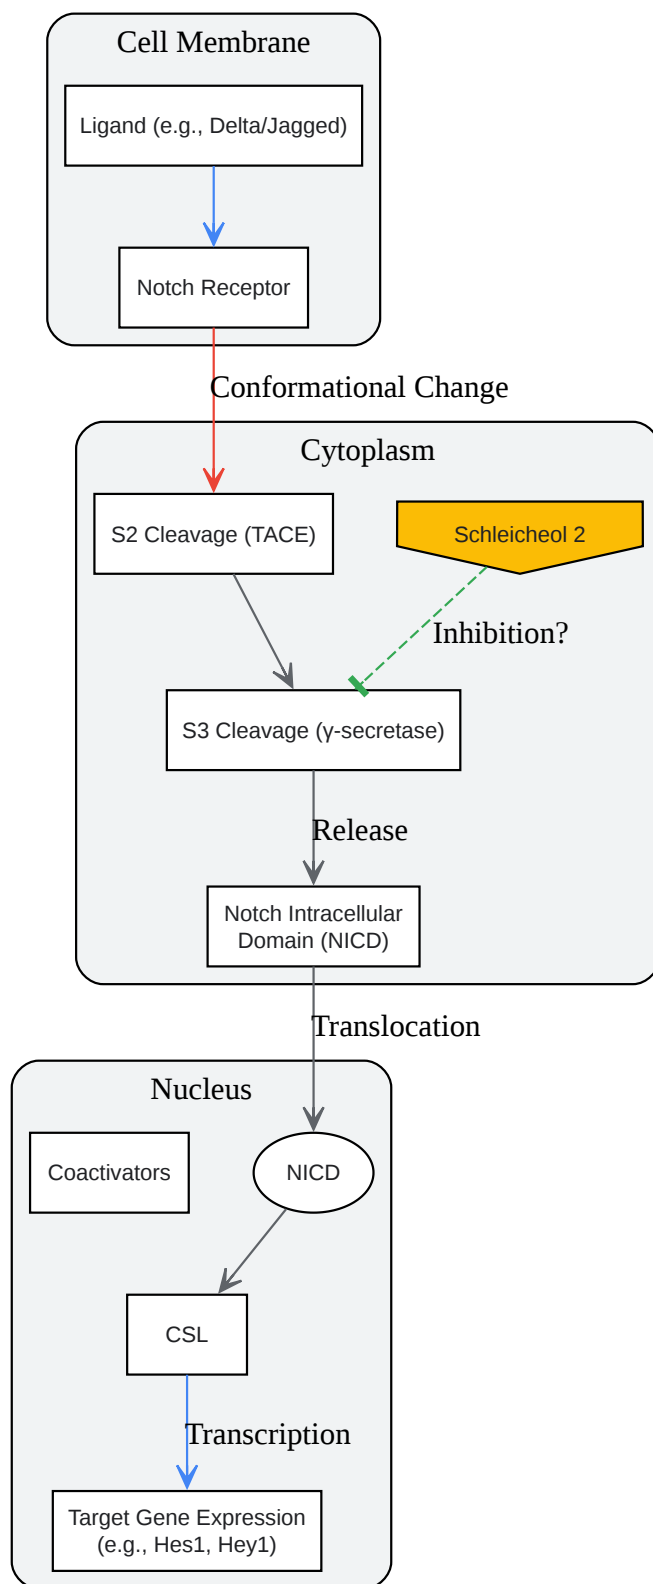 Cell Membrane
Ligand (e.g., Delta/Jagged)
Notch Receptor
Conformational Change
Cytoplasm
S2 Cleavage (TACE)
Schleicheol 2
Inhibition?
S3 Cleavage (γ-secretase)
Release
Notch Intracellular
Domain (NICD)
Translocation
Nucleus
Coactivators
NICD
CSL
Transcription
Target Gene Expression
(e.g., Hes1, Hey1)